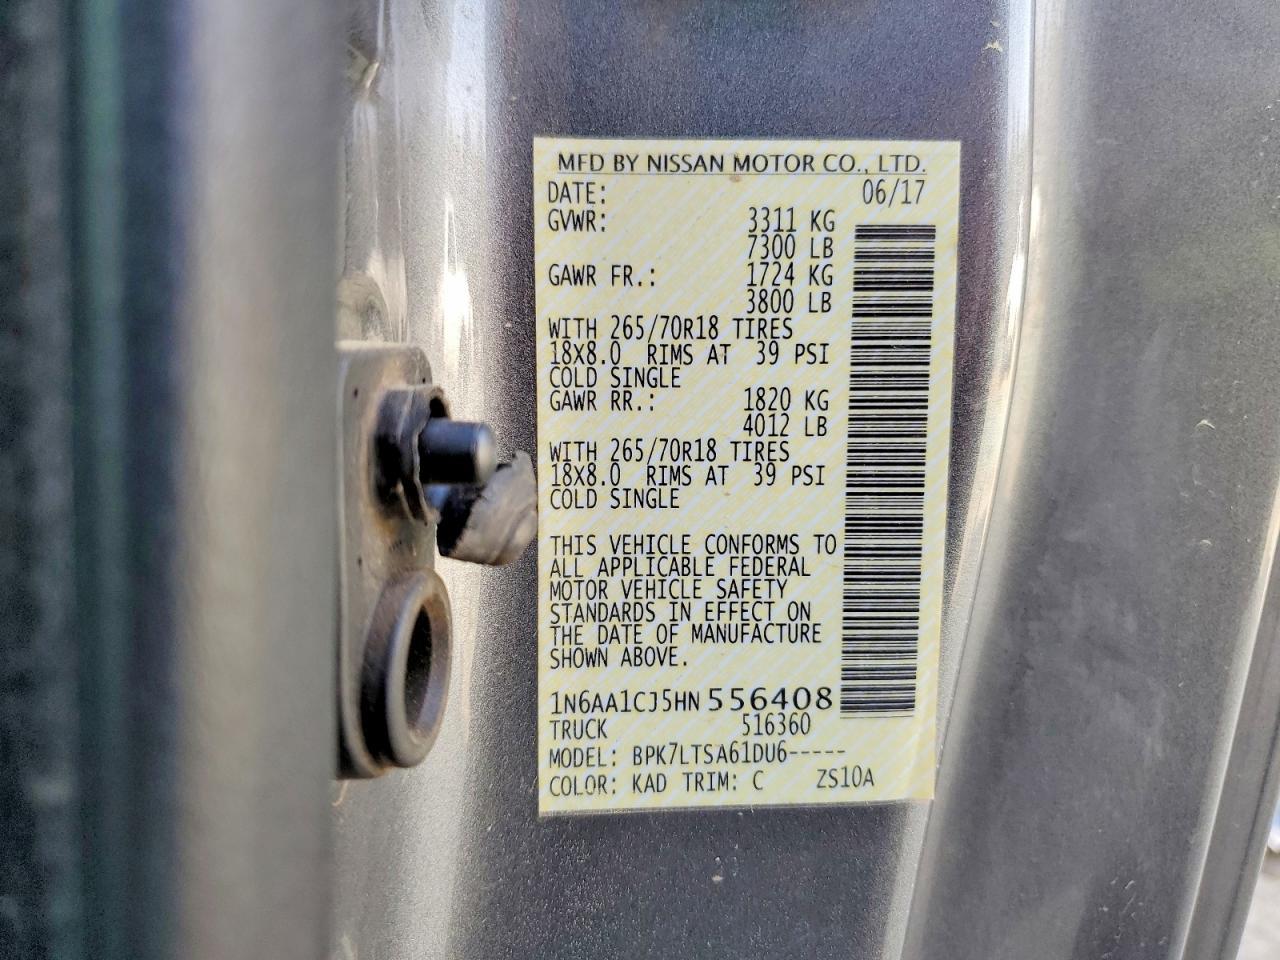 MFD BY NISSAN MOTOR CO., LTD.
DATE: 06/17
GVWR: 3311 KG
7300 LB
GAWR FR.: 1724 KG
3800 LB
WITH 265/70R18 TIRES
18X8.0 RIMS AT 39 PSI
COLD SINGLE
GAWR RR.: 1820 KG
4012 LB
WITH 265/70R18 TIRES
18X8.0 RIMS AT 39 PSI
COLD SINGLE
THIS VEHICLE CONFORMS TO
ALL APPLICABLE FEDERAL
MOTOR VEHICLE SAFETY
STANDARDS IN EFFECT ON
THE DATE OF MANUFACTURE
SHOWN ABOVE.
1N6AA1CJ5HN 556408
TRUCK 516360
MODEL: BPK7LTSA61DU6-----
COLOR: KAD TRIM: C ZS10A